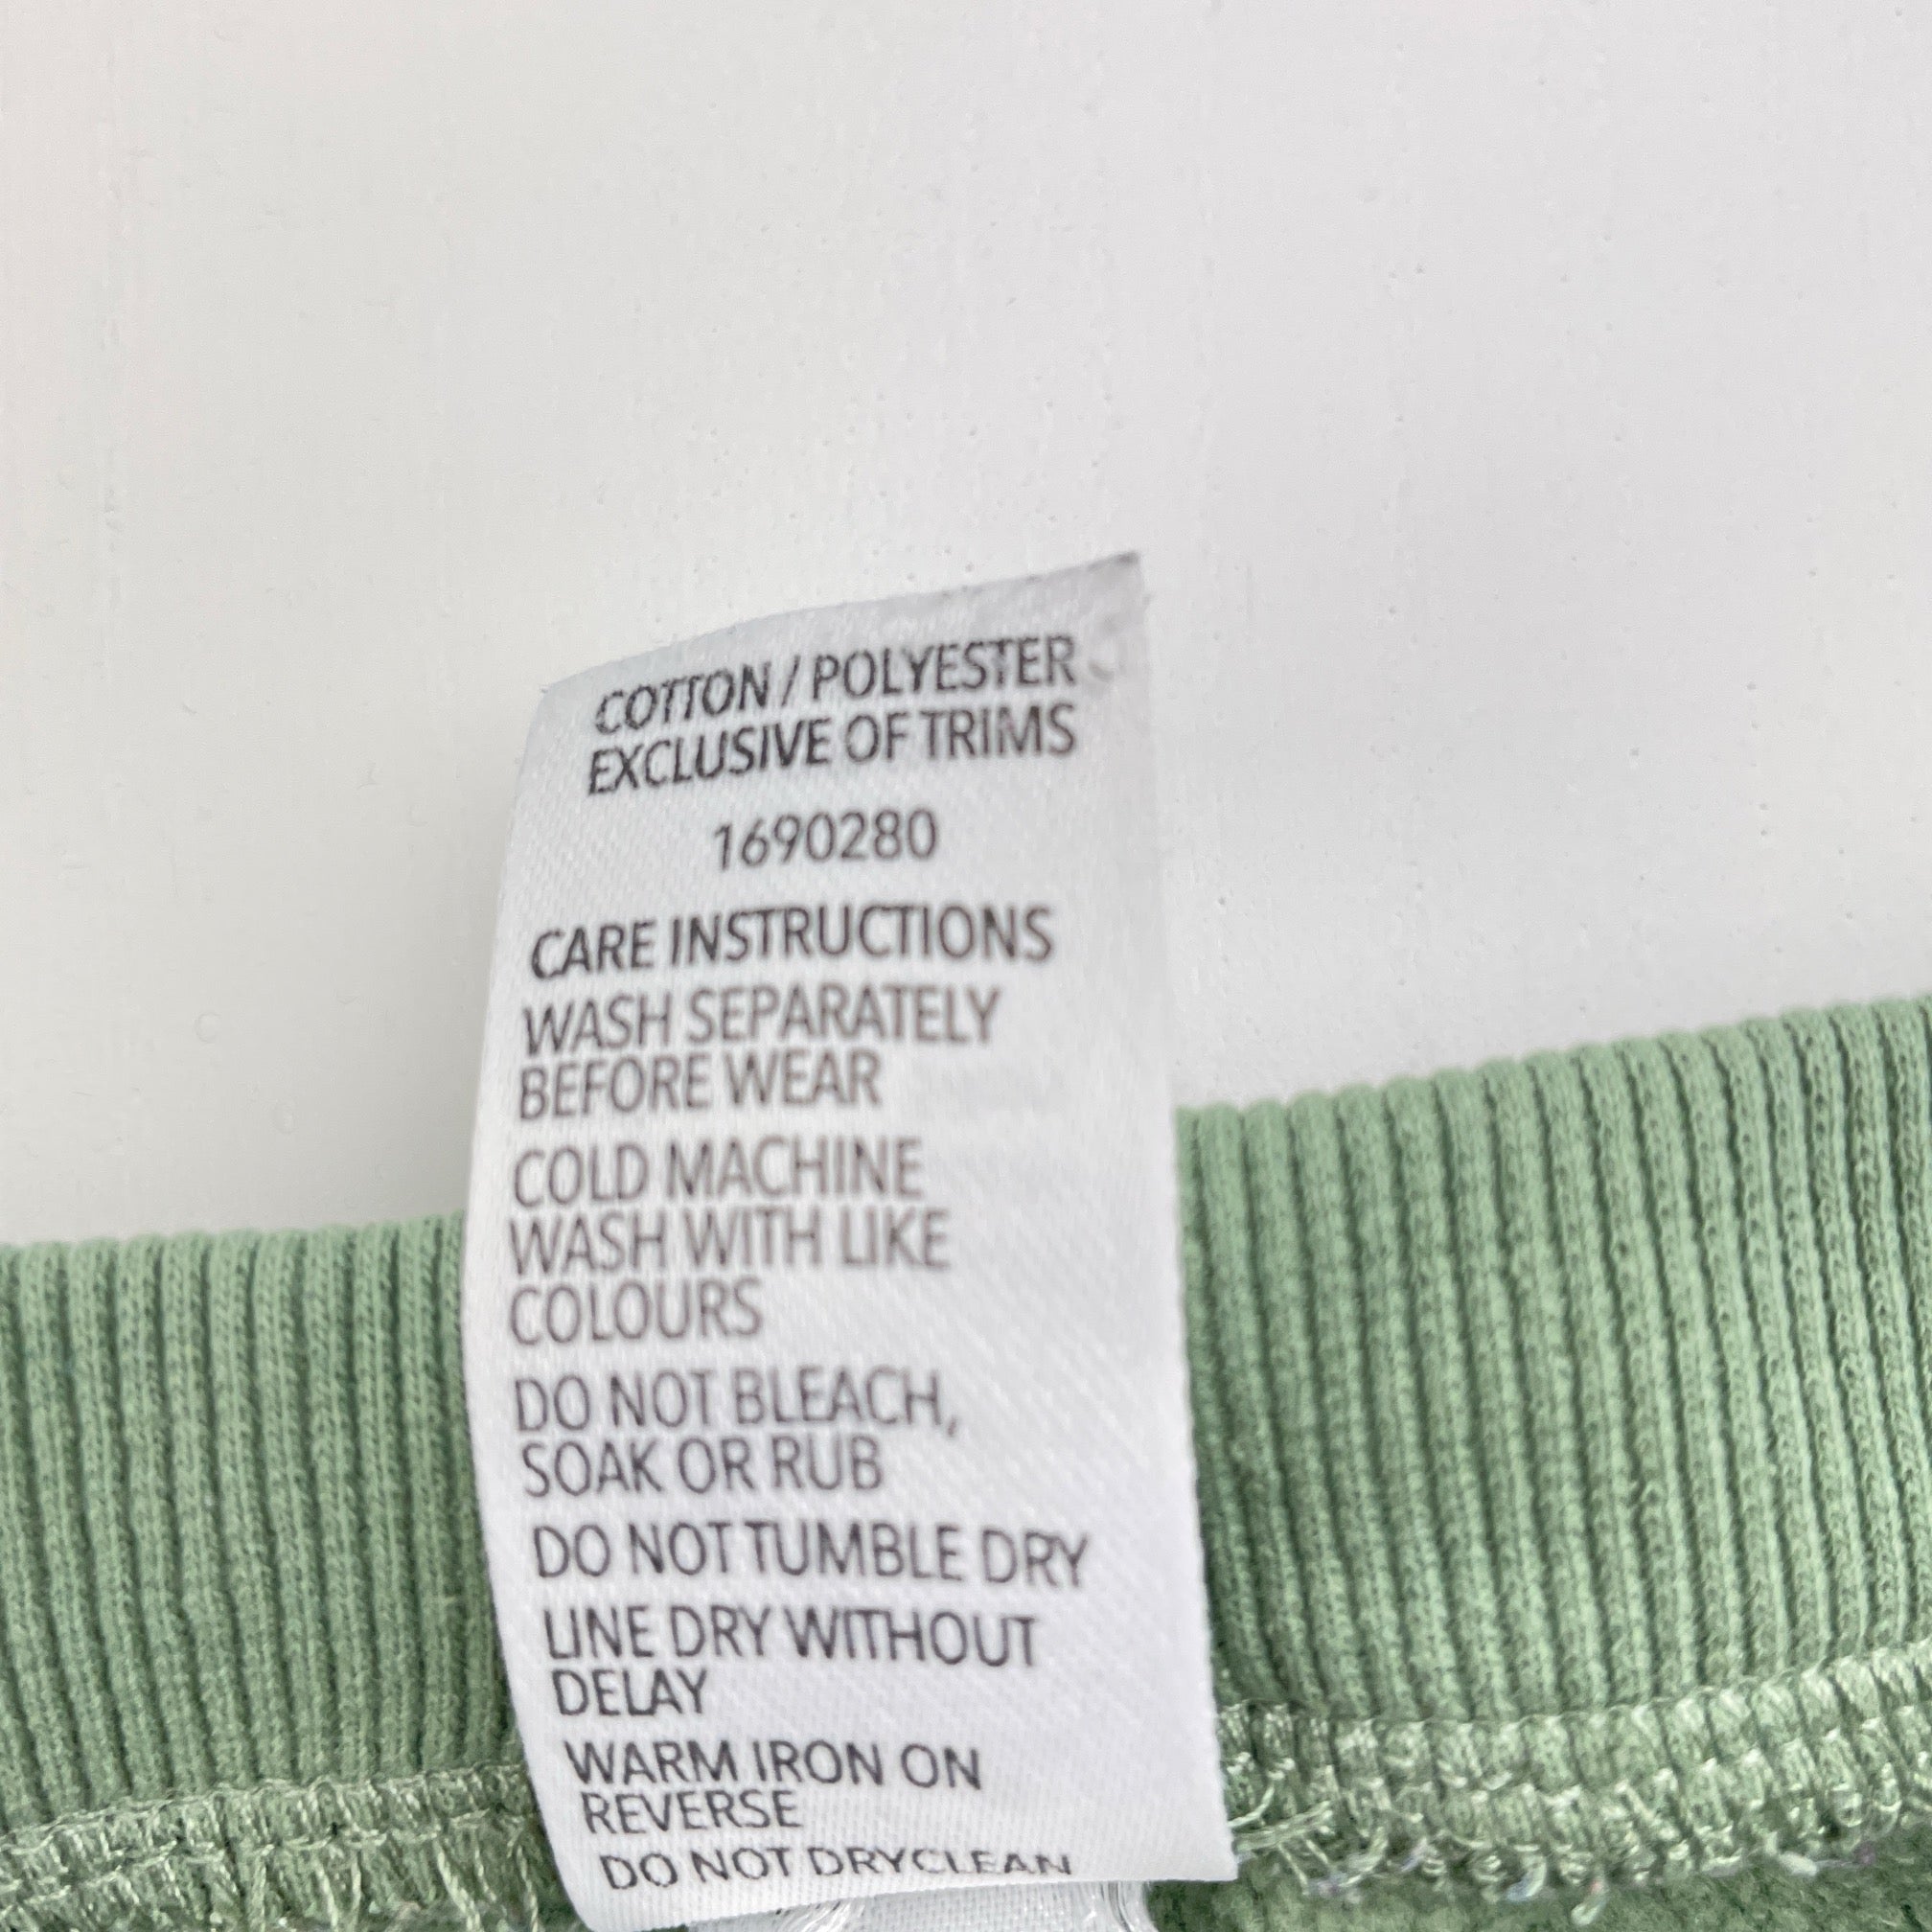 COTTON / POLYESTER
EXCLUSIVE OF TRIMS
1690280
CARE INSTRUCTIONS
WASH SEPARATELY
BEFORE WEAR
COLD MACHINE
WASH WITH LIKE
COLOURS
DO NOT BLEACH,
SOAK OR RUB
DO NOT TUMBLE DRY
LINE DRY WITHOUT
DELAY
WARM IRON ON
REVERSE
DO NOT DRYCLEAN